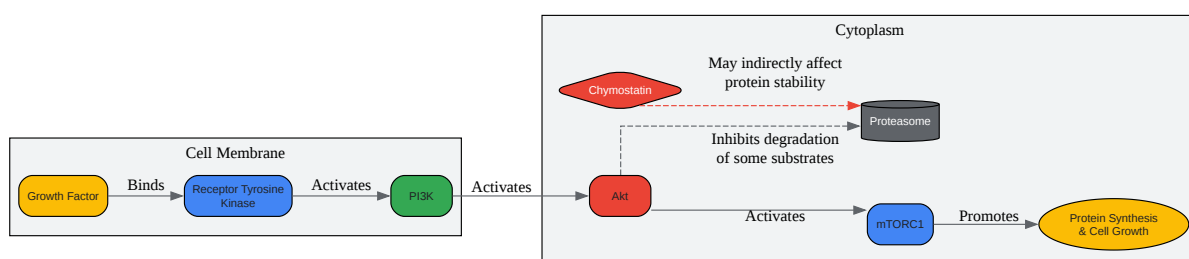 Cytoplasm
May indirectly affect
protein stability
Chymostatin
Proteasome
Inhibits degradation
of some substrates
Cell Membrane
Growth Factor
Binds
Receptor Tyrosine
Kinase
Activates
PI3K
Activates
Akt
Activates
mTORC1
Promotes
Protein Synthesis
& Cell Growth